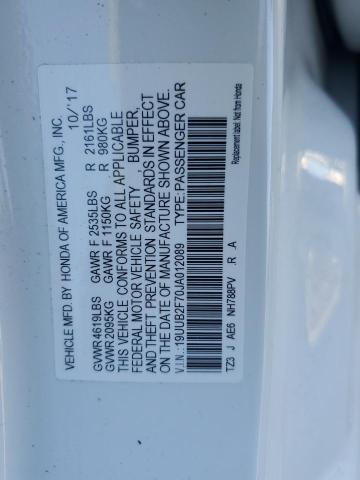 VEHICLE MFD. BY HONDA OF AMERICA MFG., INC. 10/'17
GVWR4619LBS GAWR F 2535LBS R 2161LBS
GVWR2095KG GAWR F 1150KG R 980KG
THIS VEHICLE CONFORMS TO ALL APPLICABLE
FEDERAL MOTOR VEHICLE SAFETY , BUMPER,
AND THEFT PREVENTION STANDARDS IN EFFECT
ON THE DATE OF MANUFACTURE SHOWN ABOVE.
V.I.N.:19UUB2F70JA012089 TYPE:PASSENGER CAR
Replacement label. Not from Honda
TZ3 J AE6 NH788PV R A